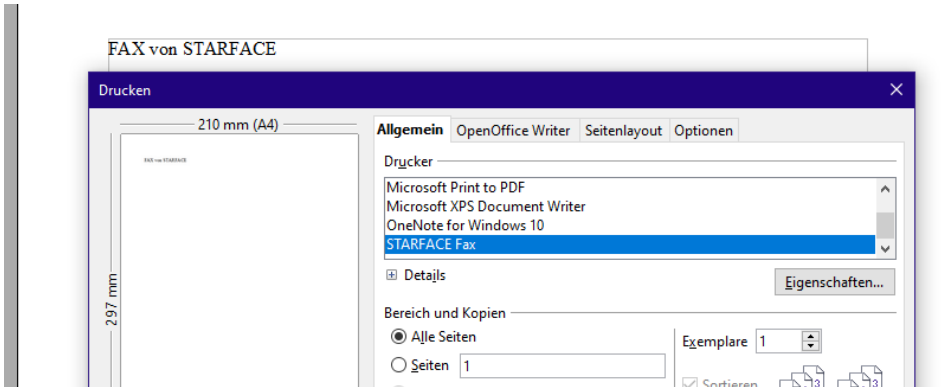 FAX von STARFACE
Drucken
210 mm (A4)
297 mm
FAX von STARFACE
Allgemein OpenOffice Writer Seitenlayout Optionen
Drucker
Microsoft Print to PDF
Microsoft XPS Document Writer
OneNote for Windows 10
STARFACE Fax
Details
Eigenschaften...
Bereich und Kopien
Alle Seiten
Exemplare 1
Seiten 1
Sortieren